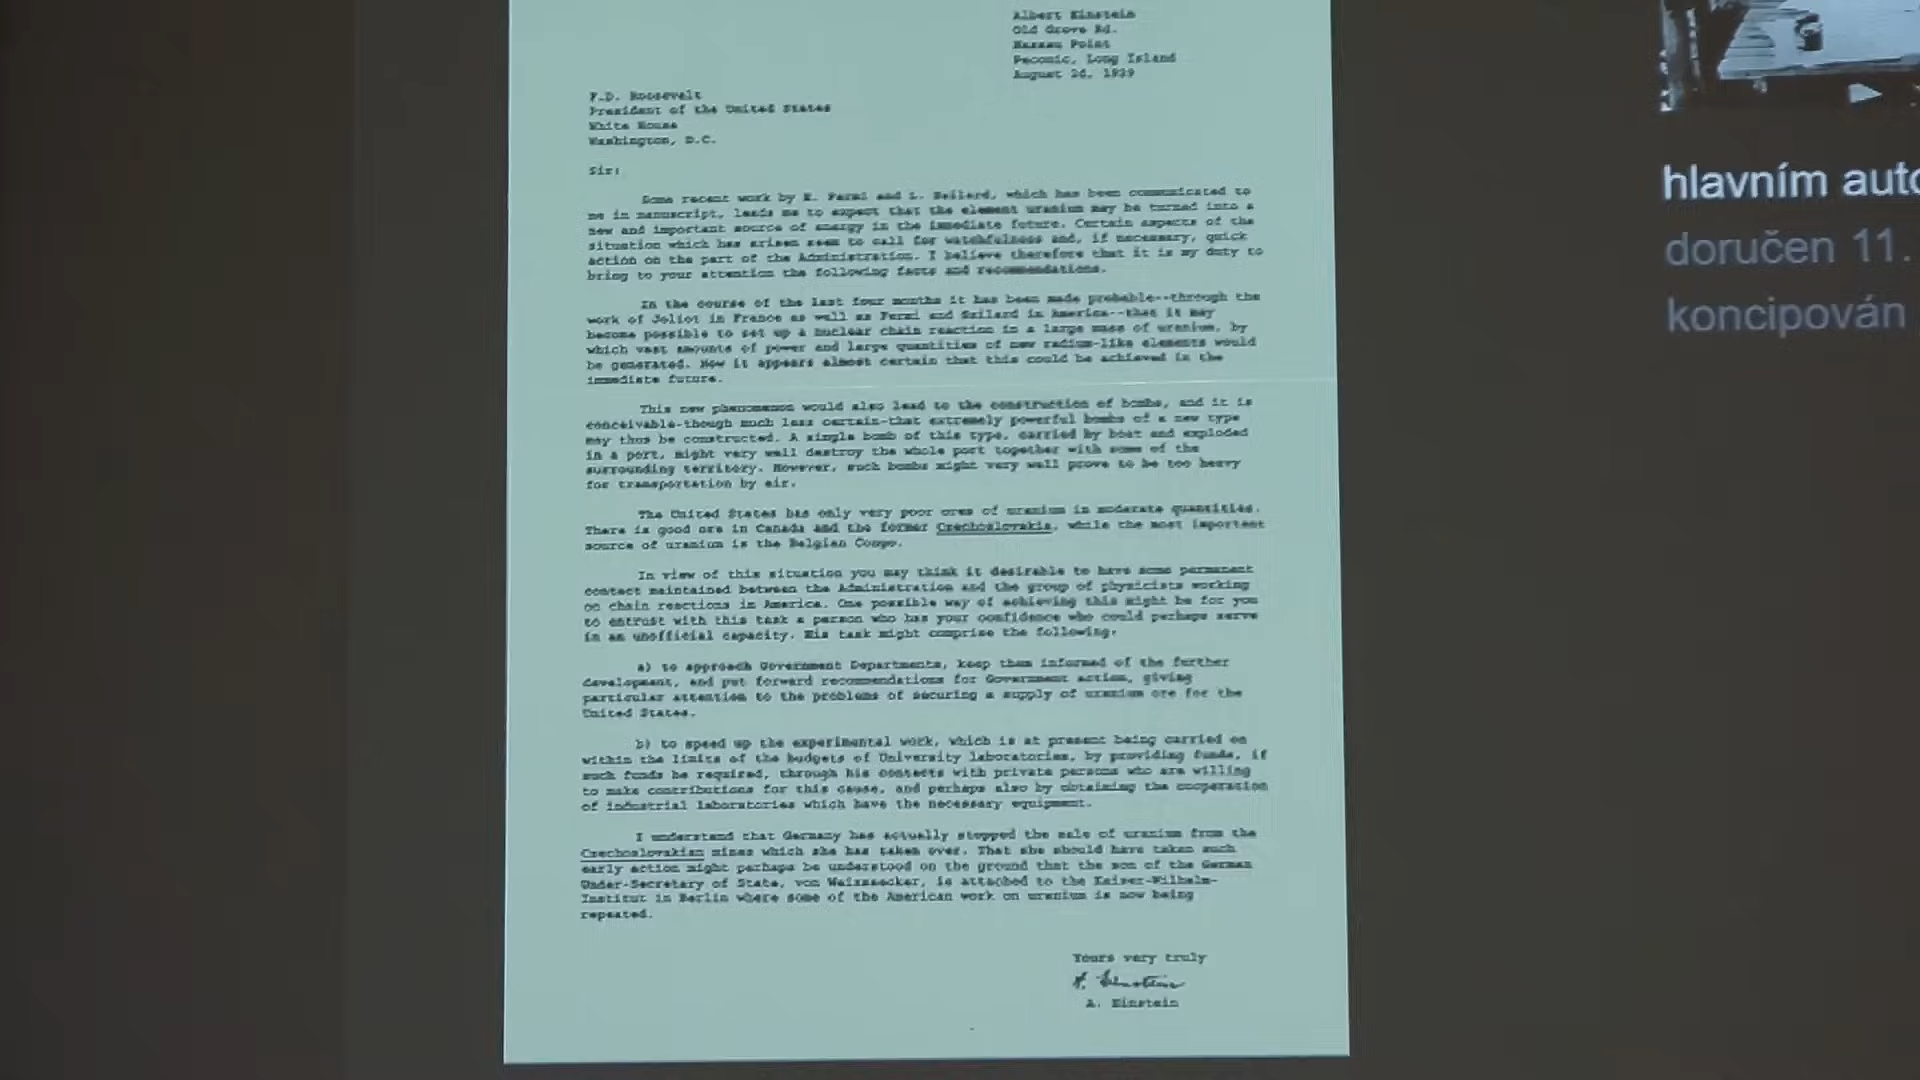 Albert Einstein
Old Grove Rd.
Nassau Point
Peconic, Long Island
August 2d, 1939
F.D. Roosevelt
President of the United States
White House
Washington, D.C.
Sir:
Some recent work by E. Fermi and L. Szilard, which has been communicated to
me in manuscript, leads me to expect that the element uranium may be turned into a
new and important source of energy in the immediate future. Certain aspects of the
situation which has arisen seem to call for watchfulness and, if necessary, quick
action on the part of the Administration. I believe therefore that it is my duty to
bring to your attention the following facts and recommendations.
In the course of the last four months it has been made probable--through the
work of Joliot in France as well as Fermi and Szilard in America--that it may
become possible to set up a nuclear chain reaction in a large mass of uranium, by
which vast amounts of power and large quantities of new radium-like elements would
be generated. Now it appears almost certain that this could be achieved in the
immediate future.
This new phenomenon would also lead to the construction of bombs, and it is
conceivable-though much less certain-that extremely powerful bombs of a new type
may thus be constructed. A single bomb of this type, carried by boat and exploded
in a port, might very well destroy the whole port together with some of the
surrounding territory. However, such bombs might very well prove to be too heavy
for transportation by air.
The United States has only very poor ores of uranium in moderate quantities.
There is good ore in Canada and the former Czechoslovakia, while the most important
source of uranium is the Belgian Congo.
In view of this situation you may think it desirable to have some permanent
contact maintained between the Administration and the group of physicists working
on chain reactions in America. One possible way of achieving this might be for you
to entrust with this task a person who has your confidence who could perhaps serve
in an unofficial capacity. His task might comprise the following:
a) to approach Government Departments, keep them informed of the further
development, and put forward recommendations for Government action, giving
particular attention to the problems of securing a supply of uranium ore for the
United States.
b) to speed up the experimental work, which is at present being carried on
within the limits of the budgets of University laboratories, by providing funds, if
such funds be required, through his contacts with private persons who are willing
to make contributions for this cause, and perhaps also by obtaining the cooperation
of industrial laboratories which have the necessary equipment.
I understand that Germany has actually stopped the sale of uranium from the
Czechoslovakian mines which she has taken over. That she should have taken such
early action might perhaps be understood on the ground that the son of the German
Under-Secretary of State, von Weizsaecker, is attached to the Kaiser-Wilhelm-
Institut in Berlin where some of the American work on uranium is now being
repeated.
Yours very truly
A. Einstein
A. Einstein
hlavním auto
doručen 11.
koncipován